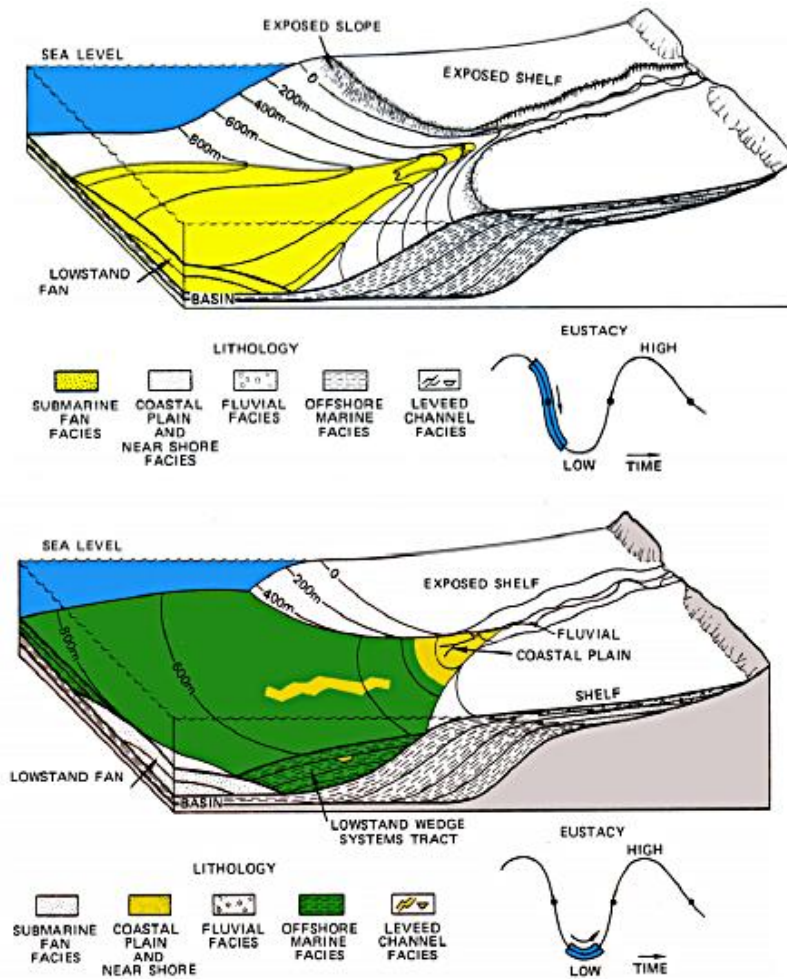 EXPOSED SLOPE
SEA LEVEL
EXPOSED SHELF
0
200m
400m
600m
800m
LOWSTAND
FAN
BASIN
LITHOLOGY
SUBMARINE
FAN
FACIES
COASTAL
PLAIN
AND
NEAR SHORE
FACIES
FLUVIAL
FACIES
OFFSHORE
MARINE
FACIES
LEVEED
CHANNEL
FACIES
EUSTACY
HIGH
LOW
TIME
SEA LEVEL
EXPOSED SHELF
0
200m
400m
600m
800m
FLUVIAL
COASTAL PLAIN
SHELF
LOWSTAND FAN
BASIN
LOWSTAND WEDGE
SYSTEMS TRACT
LITHOLOGY
SUBMARINE
FAN
FACIES
COASTAL
PLAIN
AND
NEAR SHORE
FLUVIAL
FACIES
OFFSHORE
MARINE
FACIES
LEVEED
CHANNEL
FACIES
EUSTACY
HIGH
LOW
TIME